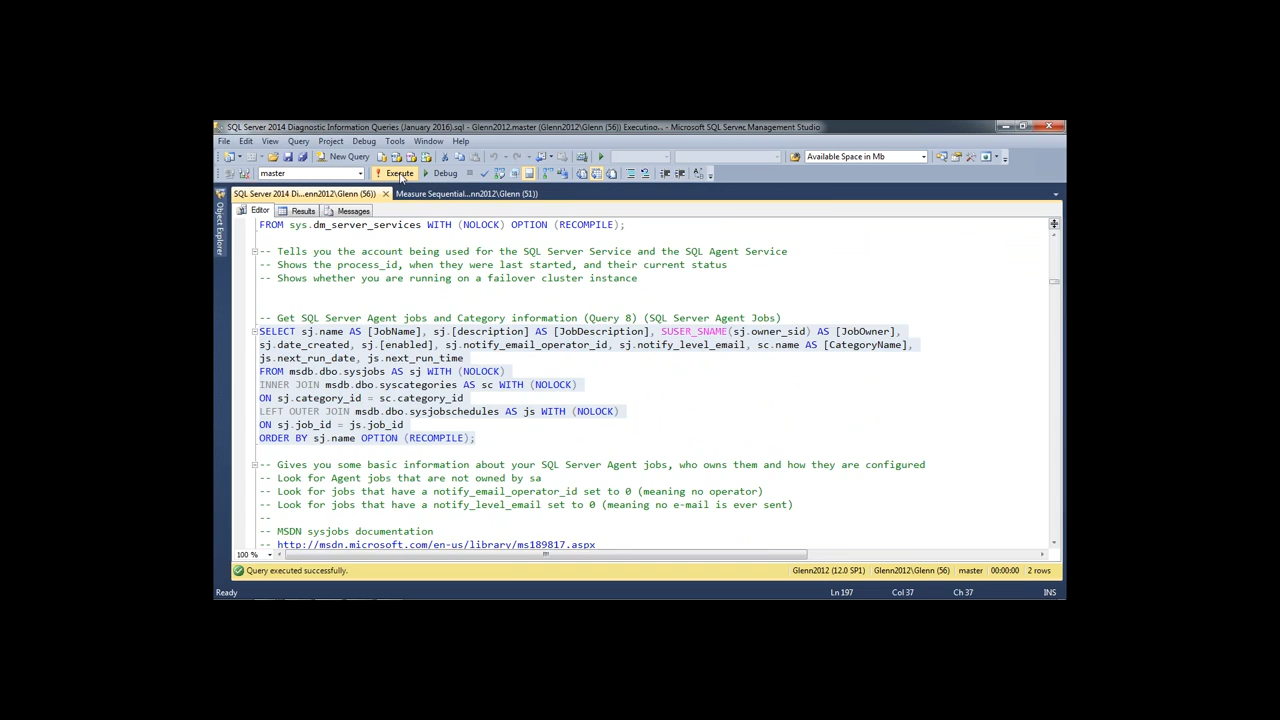 SQL Server 2014 Diagnostic Information Queries (January 2016).sql - Glenn2012.master (Glenn2012\Glenn (56)) Executio... - Microsoft SQL Server Management Studio
File Edit View Query Project Debug Tools Window Help
New Query Available Space in Mb
master Execute Debug
SQL Server 2014 Di...enn2012\Glenn (56)) Measure Sequential...nn2012\Glenn (51))
Object Explorer
Editor Results Messages
FROM sys.dm_server_services WITH (NOLOCK) OPTION (RECOMPILE);
-- Tells you the account being used for the SQL Server Service and the SQL Agent Service
-- Shows the process_id, when they were last started, and their current status
-- Shows whether you are running on a failover cluster instance
-- Get SQL Server Agent jobs and Category information (Query 8) (SQL Server Agent Jobs)
SELECT sj.name AS [JobName], sj.[description] AS [JobDescription], SUSER_SNAME(sj.owner_sid) AS [JobOwner],
sj.date_created, sj.[enabled], sj.notify_email_operator_id, sj.notify_level_email, sc.name AS [CategoryName],
js.next_run_date, js.next_run_time
FROM msdb.dbo.sysjobs AS sj WITH (NOLOCK)
INNER JOIN msdb.dbo.syscategories AS sc WITH (NOLOCK)
ON sj.category_id = sc.category_id
LEFT OUTER JOIN msdb.dbo.sysjobschedules AS js WITH (NOLOCK)
ON sj.job_id = js.job_id
ORDER BY sj.name OPTION (RECOMPILE);
-- Gives you some basic information about your SQL Server Agent jobs, who owns them and how they are configured
-- Look for Agent jobs that are not owned by sa
-- Look for jobs that have a notify_email_operator_id set to 0 (meaning no operator)
-- Look for jobs that have a notify_level_email set to 0 (meaning no e-mail is ever sent)
--
-- MSDN sysjobs documentation
-- http://msdn.microsoft.com/en-us/library/ms189817.aspx
100 %
Query executed successfully. Glenn2012 (12.0 SP1) Glenn2012\Glenn (56) master 00:00:00 2 rows
Ready Ln 197 Col 37 Ch 37 INS